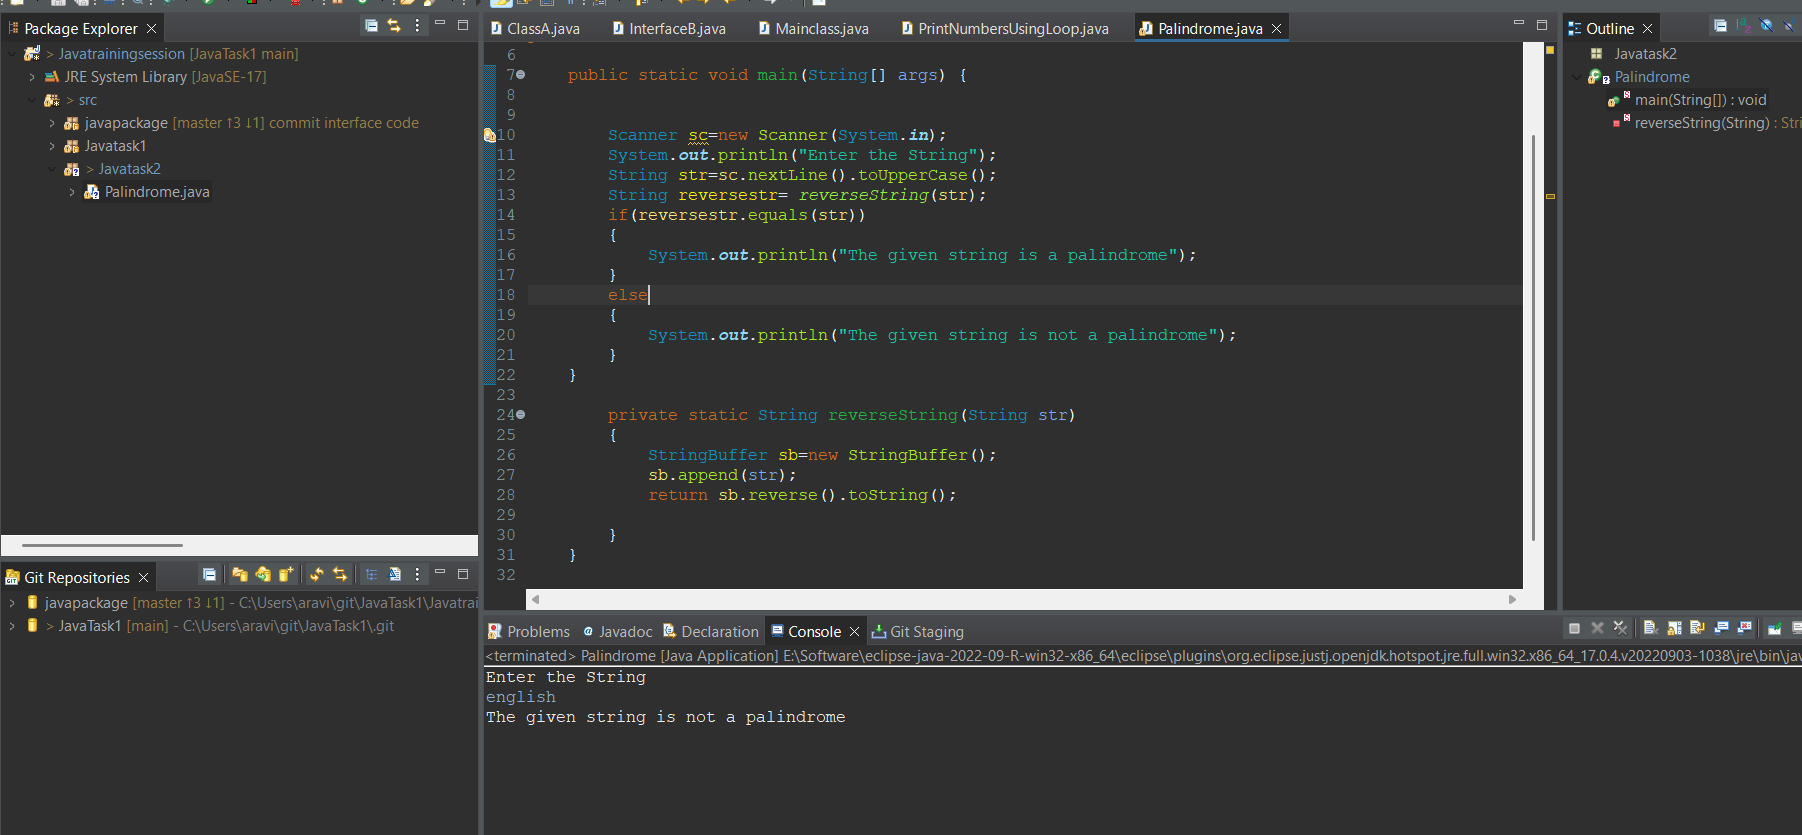 Package Explorer
> Javatrainingsession [JavaTask1 main]
JRE System Library [JavaSE-17]
> src
javapackage [master ↑3 ↓1] commit interface code
Javatask1
> Javatask2
Palindrome.java
Git Repositories
javapackage [master ↑3 ↓1] - C:\Users\aravi\git\JavaTask1\Javatrai
> JavaTask1 [main] - C:\Users\aravi\git\JavaTask1\.git
ClassA.java InterfaceB.java Mainclass.java PrintNumbersUsingLoop.java Palindrome.java
6
7 public static void main(String[] args) {
8
9
10 Scanner sc=new Scanner(System.in);
11 System.out.println("Enter the String");
12 String str=sc.nextLine().toUpperCase();
13 String reversestr= reverseString(str);
14 if(reversestr.equals(str))
15 {
16 System.out.println("The given string is a palindrome");
17 }
18 else
19 {
20 System.out.println("The given string is not a palindrome");
21 }
22 }
23
24 private static String reverseString(String str)
25 {
26 StringBuffer sb=new StringBuffer();
27 sb.append(str);
28 return sb.reverse().toString();
29
30 }
31 }
32
Outline
Javatask2
Palindrome
main(String[]) : void
reverseString(String) : Stri
Problems Javadoc Declaration Console Git Staging
<terminated> Palindrome [Java Application] E:\Software\eclipse-java-2022-09-R-win32-x86_64\eclipse\plugins\org.eclipse.justj.openjdk.hotspot.jre.full.win32.x86_64_17.0.4.v20220903-1038\jre\bin\jav
Enter the String
english
The given string is not a palindrome